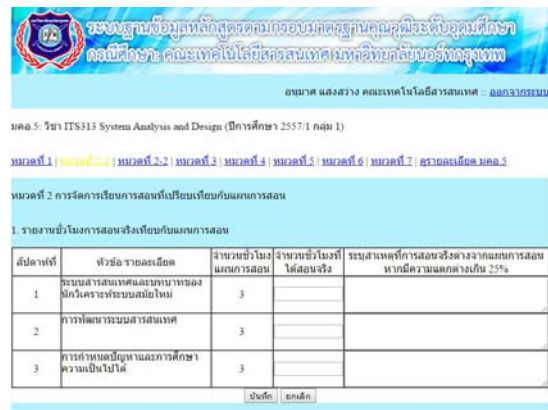 ระบบฐานข้อมูลหลักสูตรตามกรอบมาตรฐานคุณวุฒิระดับอุดมศึกษา
กรณีศึกษา คณะเทคโนโลยีสารสนเทศ มหาวิทยาลัยนอร์ทกรุงเทพ
อนุมาศ แสงสว่าง คณะเทคโนโลยีสารสนเทศ :: ออกจากระบบ
มคอ.5: วิชา ITS313 System Analysis and Design (ปีการศึกษา 2557/1 กลุ่ม 1)
หมวดที่ 1 | หมวดที่ 2-1 | หมวดที่ 2-2 | หมวดที่ 3 | หมวดที่ 4 | หมวดที่ 5 | หมวดที่ 6 | หมวดที่ 7 | ดูรายละเอียด มคอ.5
หมวดที่ 2 การจัดการเรียนการสอนที่เปรียบเทียบกับแผนการสอน
1. รายงานชั่วโมงการสอนจริงเทียบกับแผนการสอน
สัปดาห์ที่ หัวข้อ/รายละเอียด จำนวนชั่วโมง จำนวนชั่วโมงที่ ระบุสาเหตุที่การสอนจริงต่างจากแผนการสอน
แผนการสอน ได้สอนจริง หากมีความแตกต่างเกิน 25%
ระบบสารสนเทศและบทบาทของ
1 นักวิเคราะห์ระบบสมัยใหม่ 3
การพัฒนาระบบสารสนเทศ
2 3
การกำหนดปัญหาและการศึกษา
3 ความเป็นไปได้ 3
บันทึก ยกเลิก